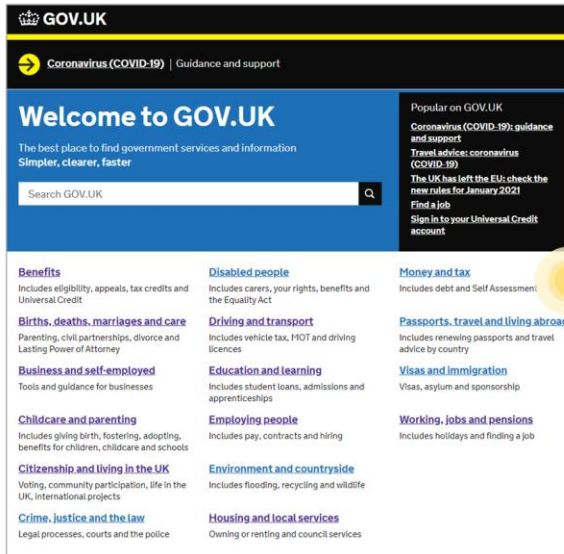 GOV.UK
Coronavirus (COVID-19) | Guidance and support
Welcome to GOV.UK
The best place to find government services and information
Simpler, clearer, faster
Search GOV.UK
Popular on GOV.UK
Coronavirus (COVID-19): guidance
and support
Travel advice: coronavirus
(COVID-19)
The UK has left the EU: check the
new rules for January 2021
Find a job
Sign in to your Universal Credit
account
Benefits
Includes eligibility, appeals, tax credits and
Universal Credit
Births, deaths, marriages and care
Parenting, civil partnerships, divorce and
Lasting Power of Attorney
Business and self-employed
Tools and guidance for businesses
Childcare and parenting
Includes giving birth, fostering, adopting,
benefits for children, childcare and schools
Citizenship and living in the UK
Voting, community participation, life in the
UK, international projects
Crime, justice and the law
Legal processes, courts and the police
Disabled people
Includes carers, your rights, benefits and
the Equality Act
Driving and transport
Includes vehicle tax, MOT and driving
licences
Education and learning
Includes student loans, admissions and
apprenticeships
Employing people
Includes pay, contracts and hiring
Environment and countryside
Includes flooding, recycling and wildlife
Housing and local services
Owning or renting and council services
Money and tax
Includes debt and Self Assessment
Passports, travel and living abroad
Includes renewing passports and travel
advice by country
Visas and immigration
Visas, asylum and sponsorship
Working, jobs and pensions
Includes holidays and finding a job